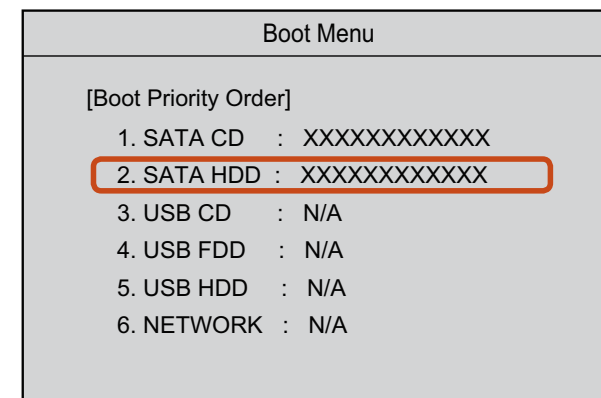 Boot Menu
[Boot Priority Order]
1. SATA CD : XXXXXXXXXXXX
2. SATA HDD : XXXXXXXXXXXX
3. USB CD : N/A
4. USB FDD : N/A
5. USB HDD : N/A
6. NETWORK : N/A